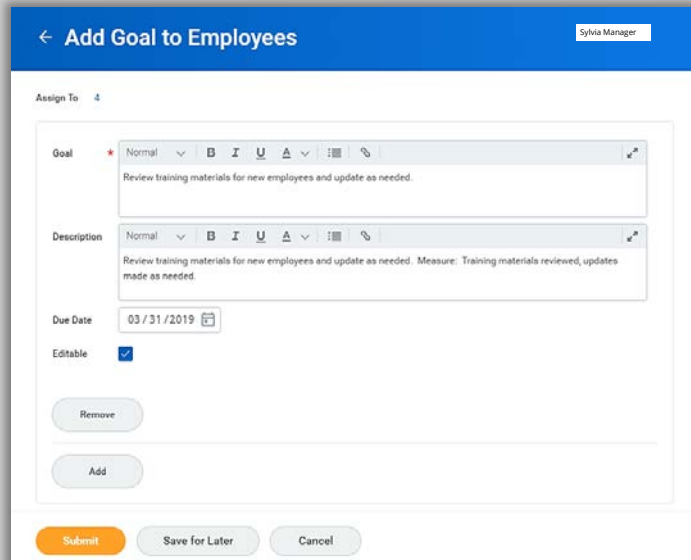 Add Goal to Employees
Sylvia Manager
Assign To 4
Goal * Normal B I U A
Review training materials for new employees and update as needed.
Description Normal B I U A
Review training materials for new employees and update as needed. Measure: Training materials reviewed, updates
made as needed.
Due Date 03 / 31 / 2019
Editable
Remove
Add
Submit Save for Later Cancel